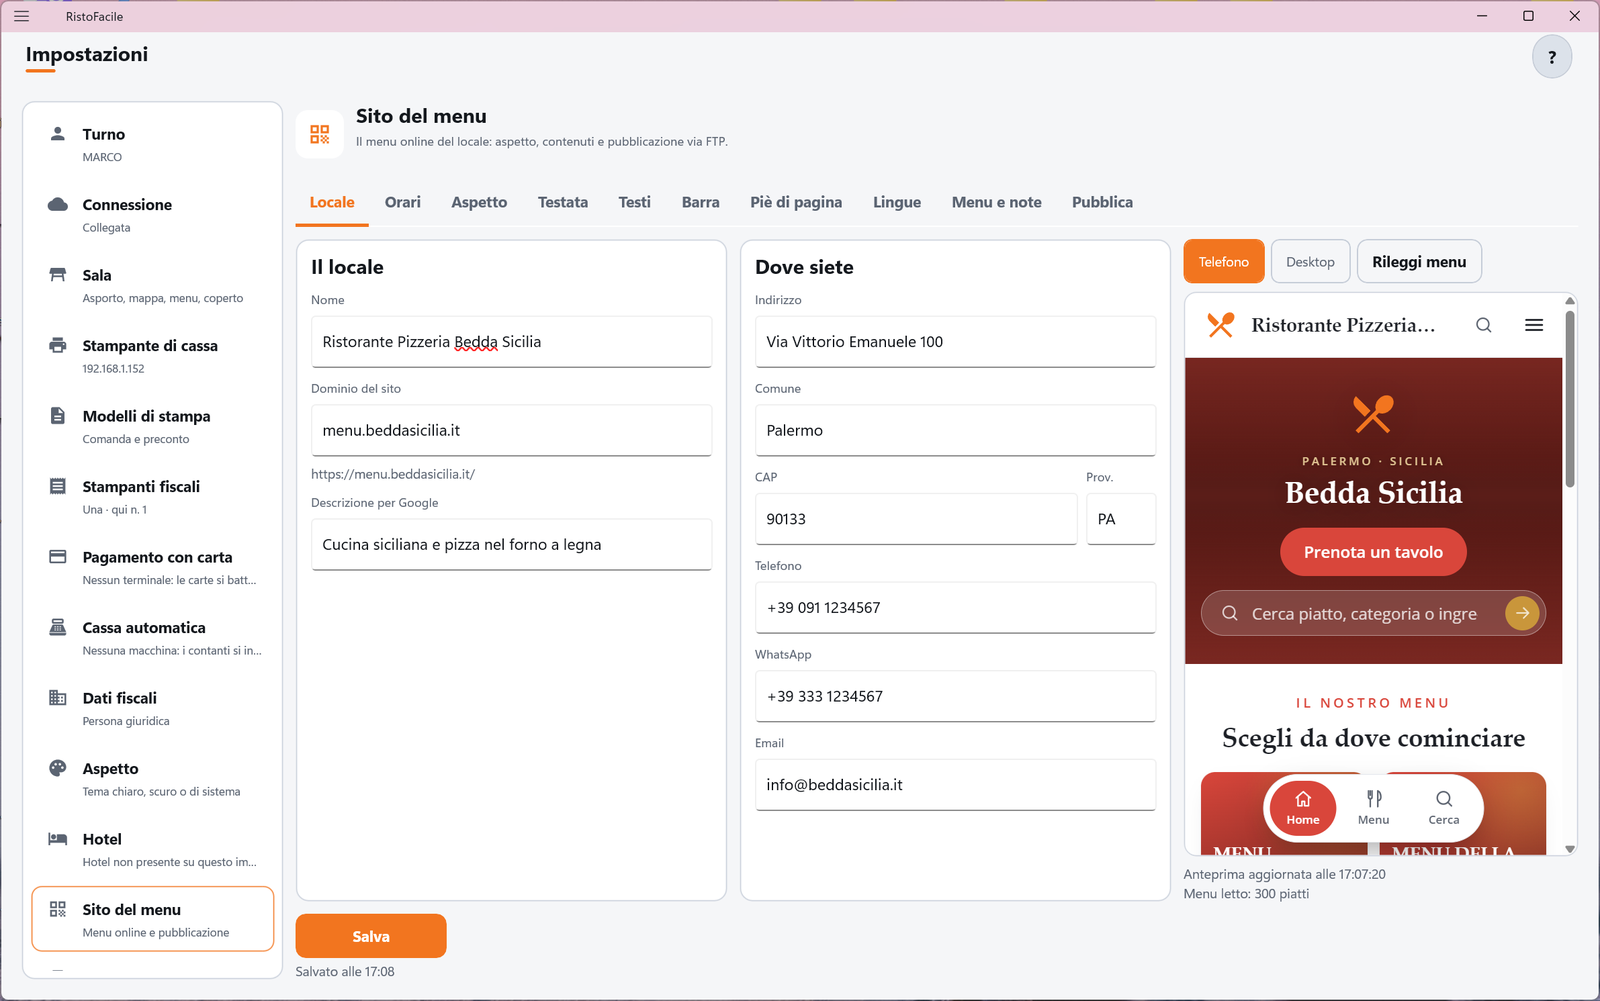 RistoFacile
Impostazioni
?
Turno
MARCO
Connessione
Collegata
Sala
Asporto, mappa, menu, coperto
Stampante di cassa
192.168.1.152
Modelli di stampa
Comanda e preconto
Stampanti fiscali
Una · qui n. 1
Pagamento con carta
Nessun terminale: le carte si batt...
Cassa automatica
Nessuna macchina: i contanti si in...
Dati fiscali
Persona giuridica
Aspetto
Tema chiaro, scuro o di sistema
Hotel
Hotel non presente su questo im...
Sito del menu
Menu online e pubblicazione
Sito del menu
Il menu online del locale: aspetto, contenuti e pubblicazione via FTP.
Locale Orari Aspetto Testata Testi Barra Piè di pagina Lingue Menu e note Pubblica
Il locale
Nome
Ristorante Pizzeria Bedda Sicilia
Dominio del sito
menu.beddasicilia.it
https://menu.beddasicilia.it/
Descrizione per Google
Cucina siciliana e pizza nel forno a legna
Dove siete
Indirizzo
Via Vittorio Emanuele 100
Comune
Palermo
CAP Prov.
90133 PA
Telefono
+39 091 1234567
WhatsApp
+39 333 1234567
Email
info@beddasicilia.it
Salva
Salvato alle 17:08
Telefono Desktop Rileggi menu
Ristorante Pizzeria...
PALERMO · SICILIA
Bedda Sicilia
Prenota un tavolo
Cerca piatto, categoria o ingre
IL NOSTRO MENU
Scegli da dove cominciare
MENU MENU DELLA
Home Menu Cerca
Anteprima aggiornata alle 17:07:20
Menu letto: 300 piatti